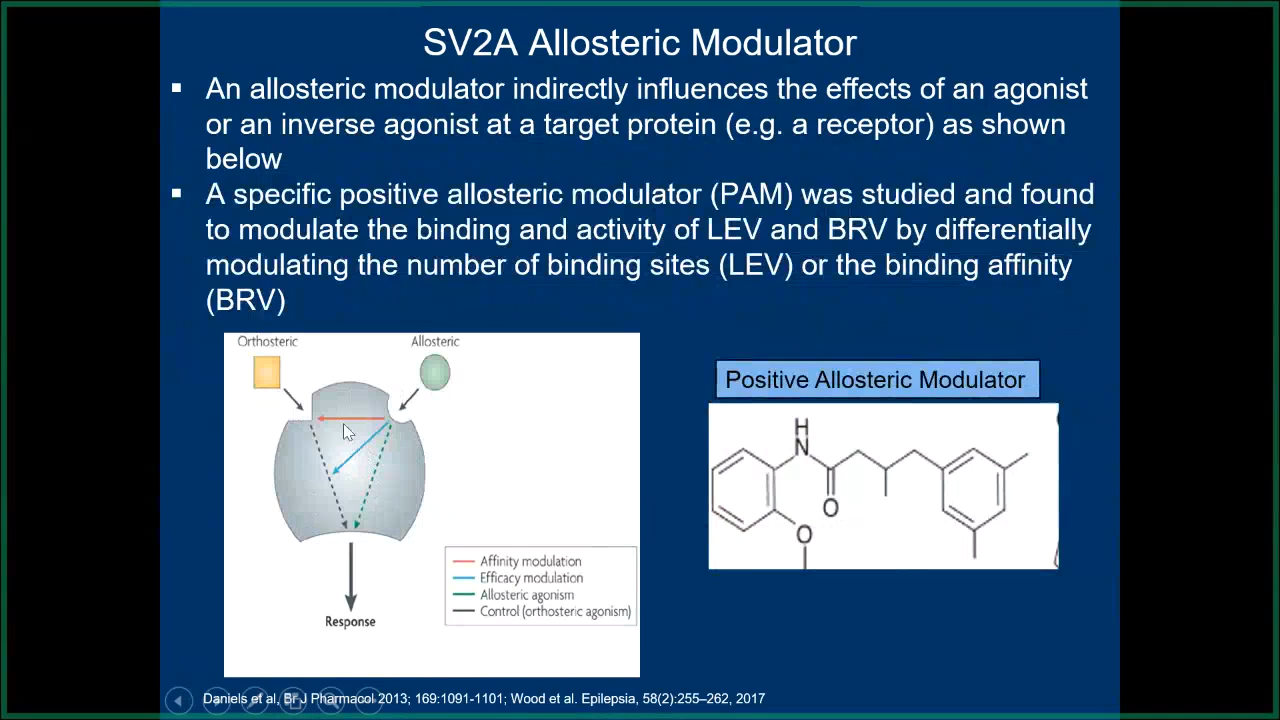 SV2A Allosteric Modulator
▪ An allosteric modulator indirectly influences the effects of an agonist
or an inverse agonist at a target protein (e.g. a receptor) as shown
below
▪ A specific positive allosteric modulator (PAM) was studied and found
to modulate the binding and activity of LEV and BRV by differentially
modulating the number of binding sites (LEV) or the binding affinity
(BRV)
Orthosteric
Allosteric
Affinity modulation
Efficacy modulation
Allosteric agonism
Control (orthosteric agonism)
Response
Positive Allosteric Modulator
H
N
O
O
Daniels et al, Br J Pharmacol 2013; 169:1091-1101; Wood et al. Epilepsia, 58(2):255–262, 2017